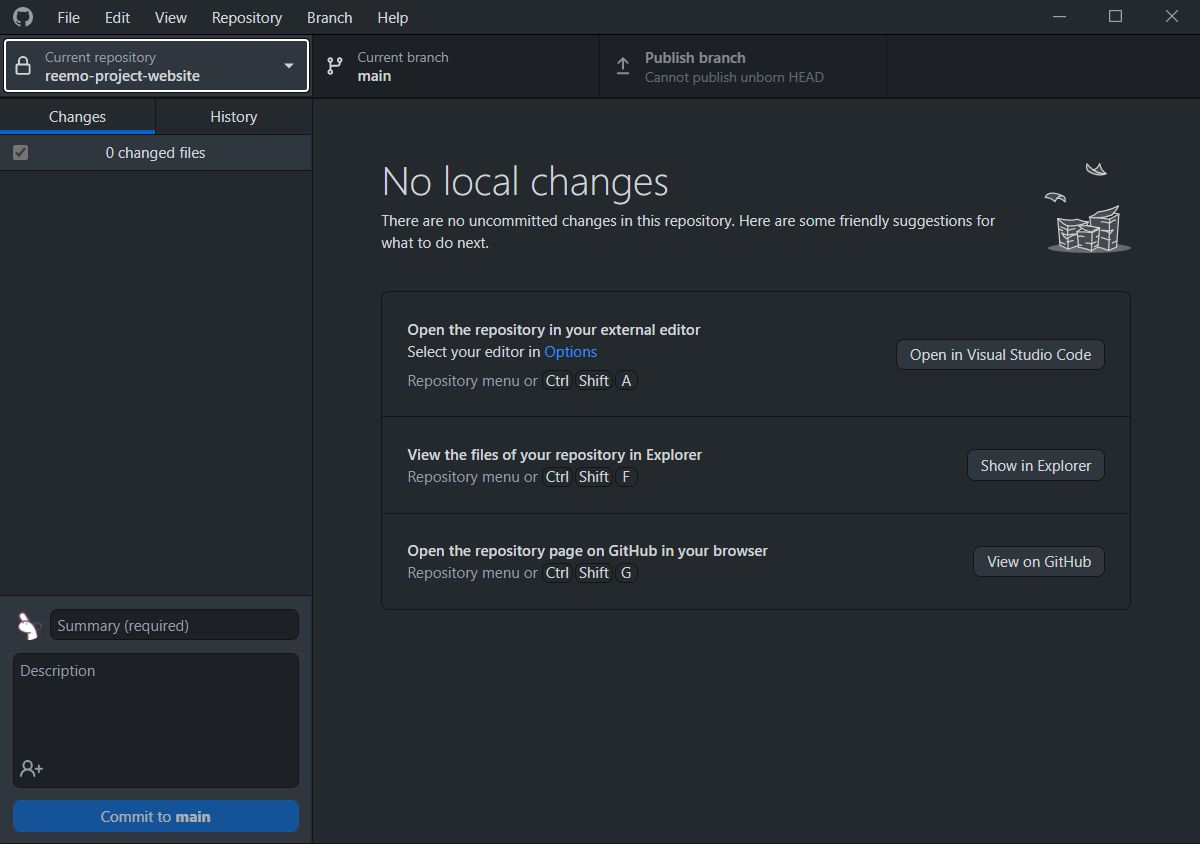 File Edit View Repository Branch Help
Current repository
reemo-project-website
Current branch
main
Publish branch
Cannot publish unborn HEAD
Changes History
0 changed files
No local changes
There are no uncommitted changes in this repository. Here are some friendly suggestions for
what to do next.
Open the repository in your external editor
Select your editor in Options
Repository menu or Ctrl Shift A
Open in Visual Studio Code
View the files of your repository in Explorer
Repository menu or Ctrl Shift F
Show in Explorer
Open the repository page on GitHub in your browser
Repository menu or Ctrl Shift G
View on GitHub
Summary (required)
Description
Commit to main